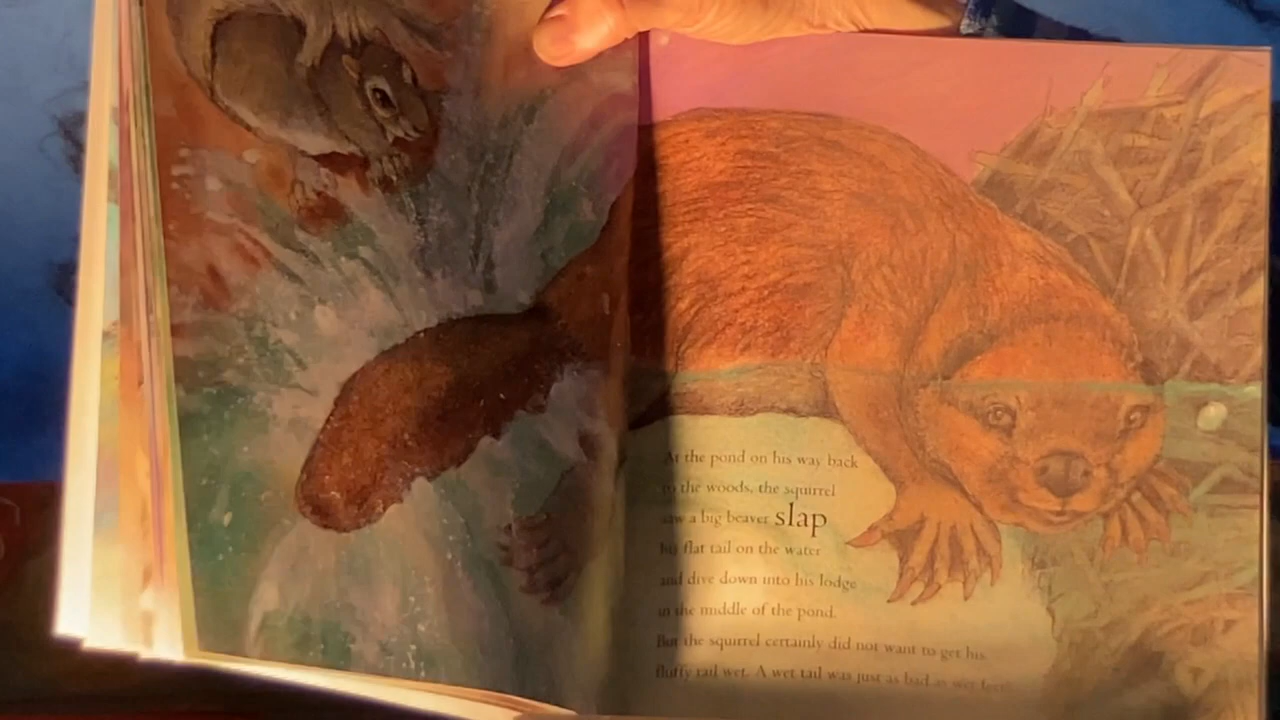 At the pond on his way back
to the woods, the squirrel
saw a big beaver slap
his flat tail on the water
and dive down into his lodge
in the middle of the pond.
But the squirrel certainly did not want to get his
fluffy tail wet. A wet tail was just as bad as wet feet!